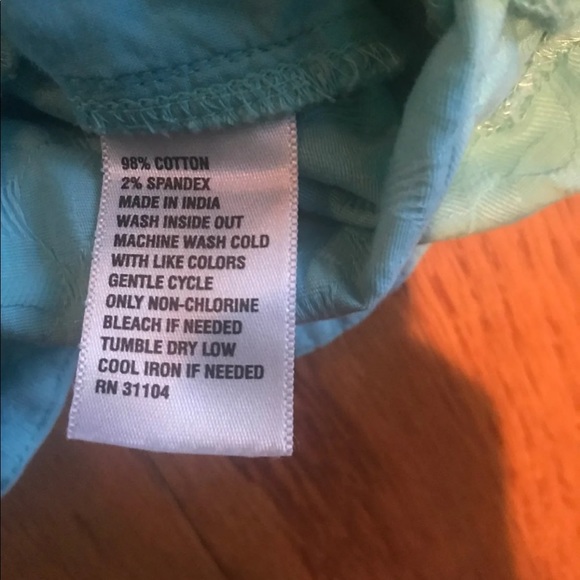 98% COTTON
2% SPANDEX
MADE IN INDIA
WASH INSIDE OUT
MACHINE WASH COLD
WITH LIKE COLORS
GENTLE CYCLE
ONLY NON-CHLORINE
BLEACH IF NEEDED
TUMBLE DRY LOW
COOL IRON IF NEEDED
RN 31104